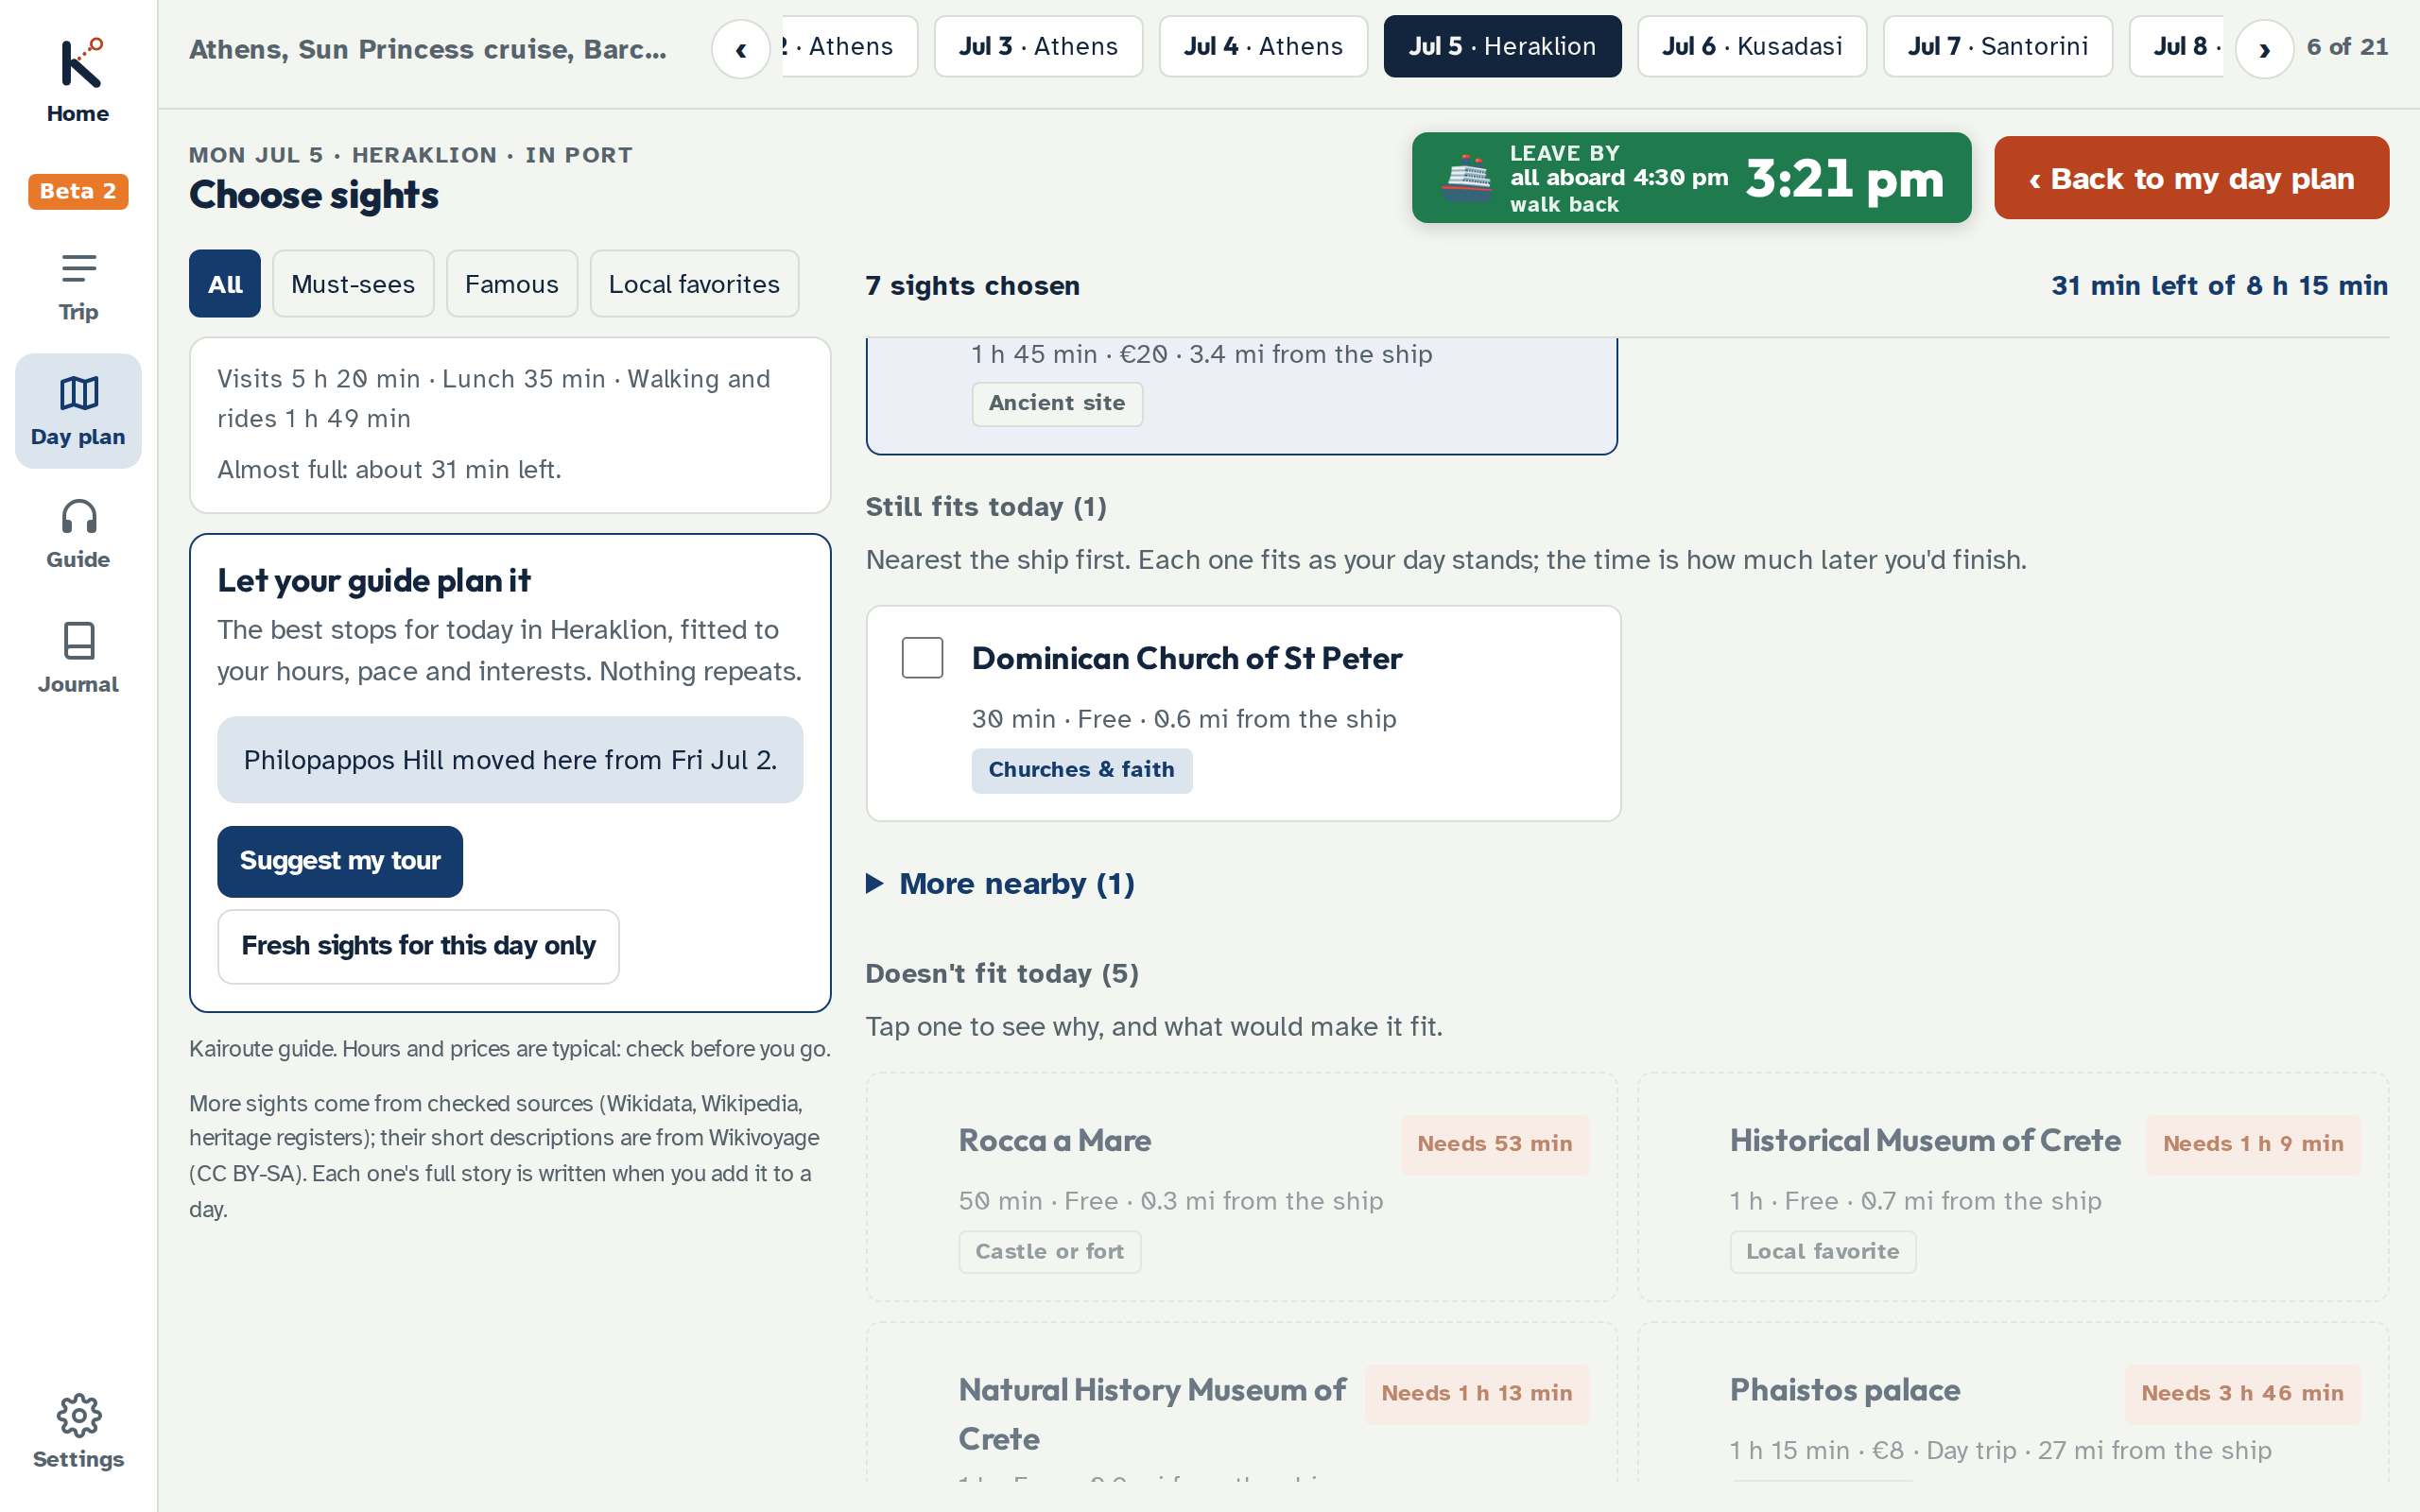 Home
Beta 2
Trip
Day plan
Guide
Journal
Settings
Athens, Sun Princess cruise, Barc...
‹
2 · Athens
Jul 3 · Athens
Jul 4 · Athens
Jul 5 · Heraklion
Jul 6 · Kusadasi
Jul 7 · Santorini
Jul 8 ·
›
6 of 21
MON JUL 5 · HERAKLION · IN PORT
Choose sights
LEAVE BY
all aboard 4:30 pm
walk back
3:21 pm
‹ Back to my day plan
All
Must-sees
Famous
Local favorites
Visits 5 h 20 min · Lunch 35 min · Walking and
rides 1 h 49 min
Almost full: about 31 min left.
Let your guide plan it
The best stops for today in Heraklion, fitted to
your hours, pace and interests. Nothing repeats.
Philopappos Hill moved here from Fri Jul 2.
Suggest my tour
Fresh sights for this day only
Kairoute guide. Hours and prices are typical: check before you go.
More sights come from checked sources (Wikidata, Wikipedia,
heritage registers); their short descriptions are from Wikivoyage
(CC BY-SA). Each one's full story is written when you add it to a
day.
7 sights chosen
31 min left of 8 h 15 min
1 h 45 min · €20 · 3.4 mi from the ship
Ancient site
Still fits today (1)
Nearest the ship first. Each one fits as your day stands; the time is how much later you'd finish.
Dominican Church of St Peter
30 min · Free · 0.6 mi from the ship
Churches & faith
More nearby (1)
Doesn't fit today (5)
Tap one to see why, and what would make it fit.
Rocca a Mare
Needs 53 min
50 min · Free · 0.3 mi from the ship
Castle or fort
Historical Museum of Crete
Needs 1 h 9 min
1 h · Free · 0.7 mi from the ship
Local favorite
Natural History Museum of
Crete
Needs 1 h 13 min
Phaistos palace
Needs 3 h 46 min
1 h 15 min · €8 · Day trip · 27 mi from the ship